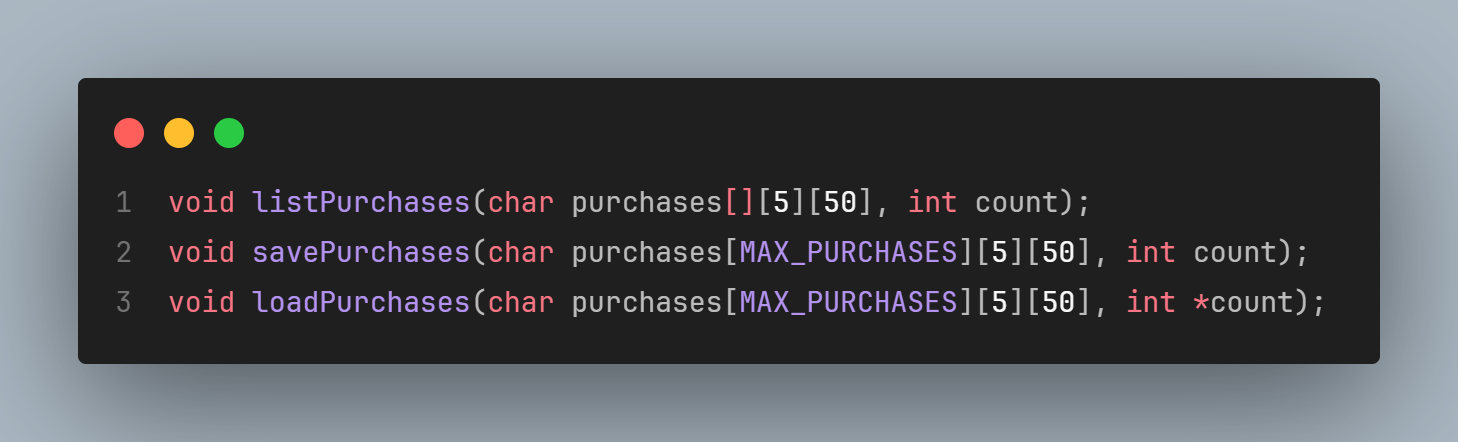 1 void listPurchases(char purchases[][5][50], int count);
2 void savePurchases(char purchases[MAX_PURCHASES][5][50], int count);
3 void loadPurchases(char purchases[MAX_PURCHASES][5][50], int *count);